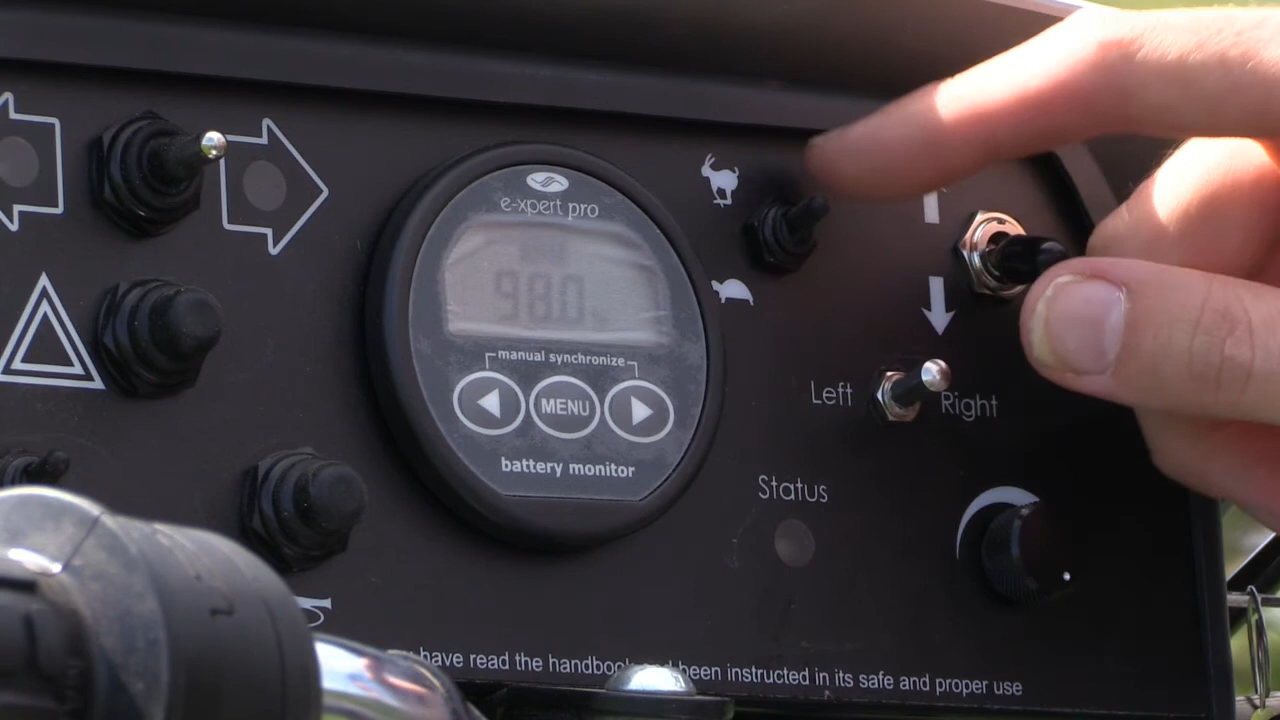 e-xpert pro
98.0
manual synchronize
MENU
battery monitor
Left
Right
Status
have read the handbook and been instructed in its safe and proper use